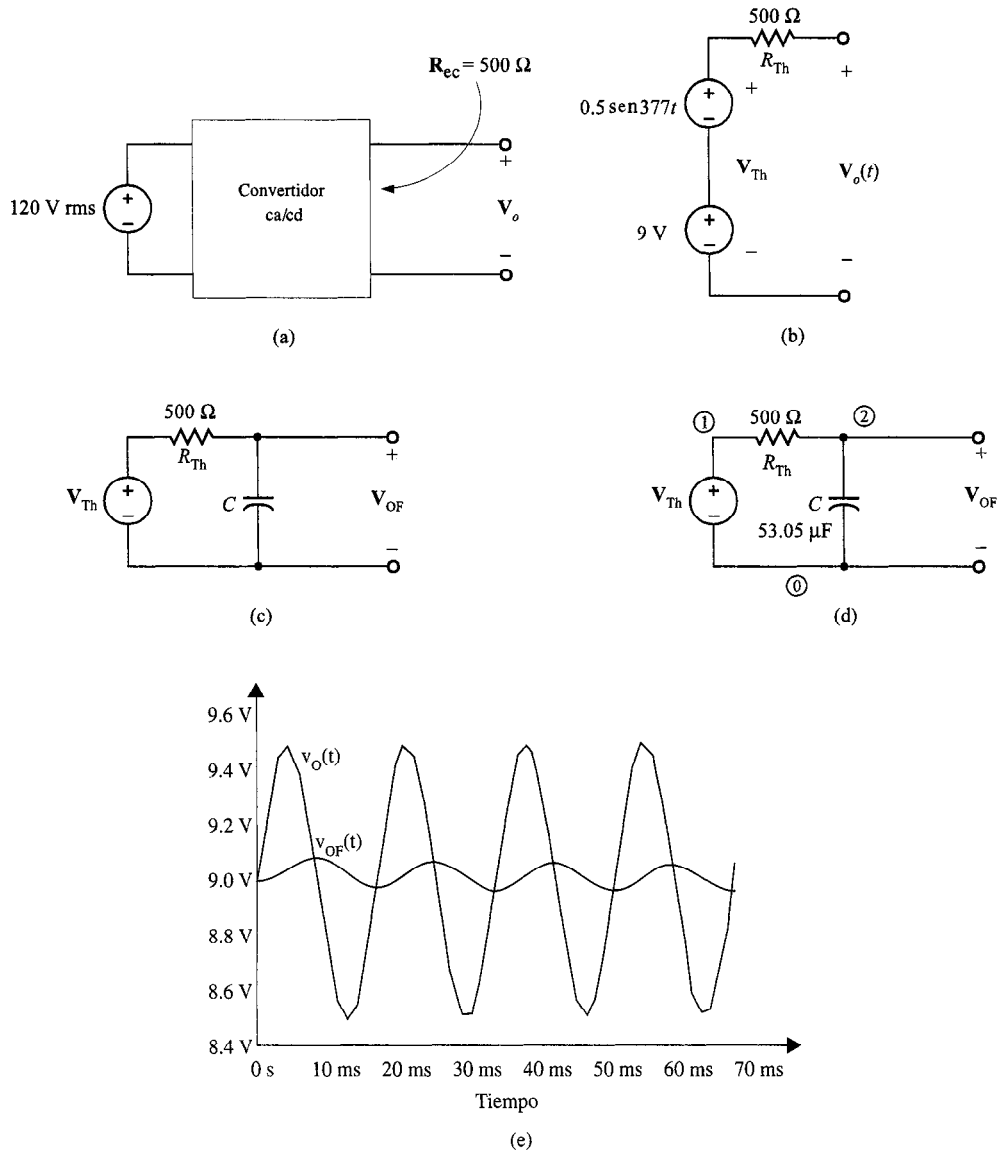 R_ec = 500 Ω
120 V rms
Convertidor
ca/cd
+
−
+
V_o
−
(a)
500 Ω
R_Th
0.5 sen377t
+
−
+
+
V_Th
V_o(t)
9 V
+
−
−
−
(b)
500 Ω
R_Th
V_Th
+
−
C
+
V_OF
−
(c)
1
500 Ω
2
R_Th
V_Th
+
−
C
53.05 µF
+
V_OF
−
0
(d)
9.6 V
9.4 V
9.2 V
9.0 V
8.8 V
8.6 V
8.4 V
v_O(t)
v_OF(t)
0 s
10 ms
20 ms
30 ms
40 ms
50 ms
60 ms
70 ms
Tiempo
(e)